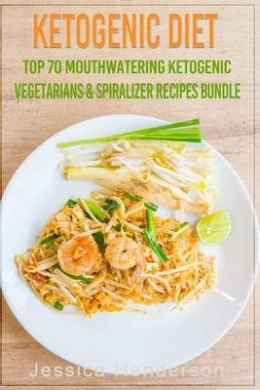 KETOGENIC DIET
TOP 70 MOUTHWATERING KETOGENIC
VEGETARIANS & SPIRALIZER RECIPES BUNDLE
Jessica Henderson